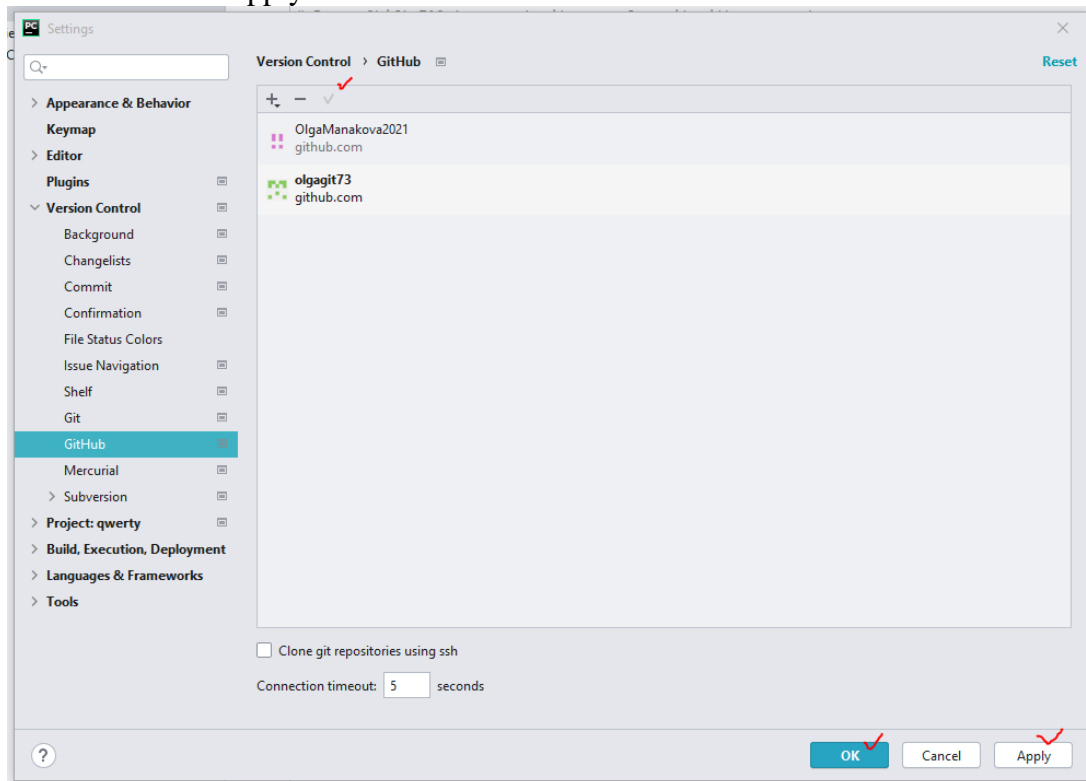 Apply
PC Settings
Version Control › GitHub
Reset
Appearance & Behavior
Keymap
OlgaManakova2021
github.com
Editor
Plugins
olgagit73
github.com
Version Control
Background
Changelists
Commit
Confirmation
File Status Colors
Issue Navigation
Shelf
Git
GitHub
Mercurial
Subversion
Project: qwerty
Build, Execution, Deployment
Languages & Frameworks
Tools
Clone git repositories using ssh
Connection timeout: 5 seconds
? OK Cancel Apply